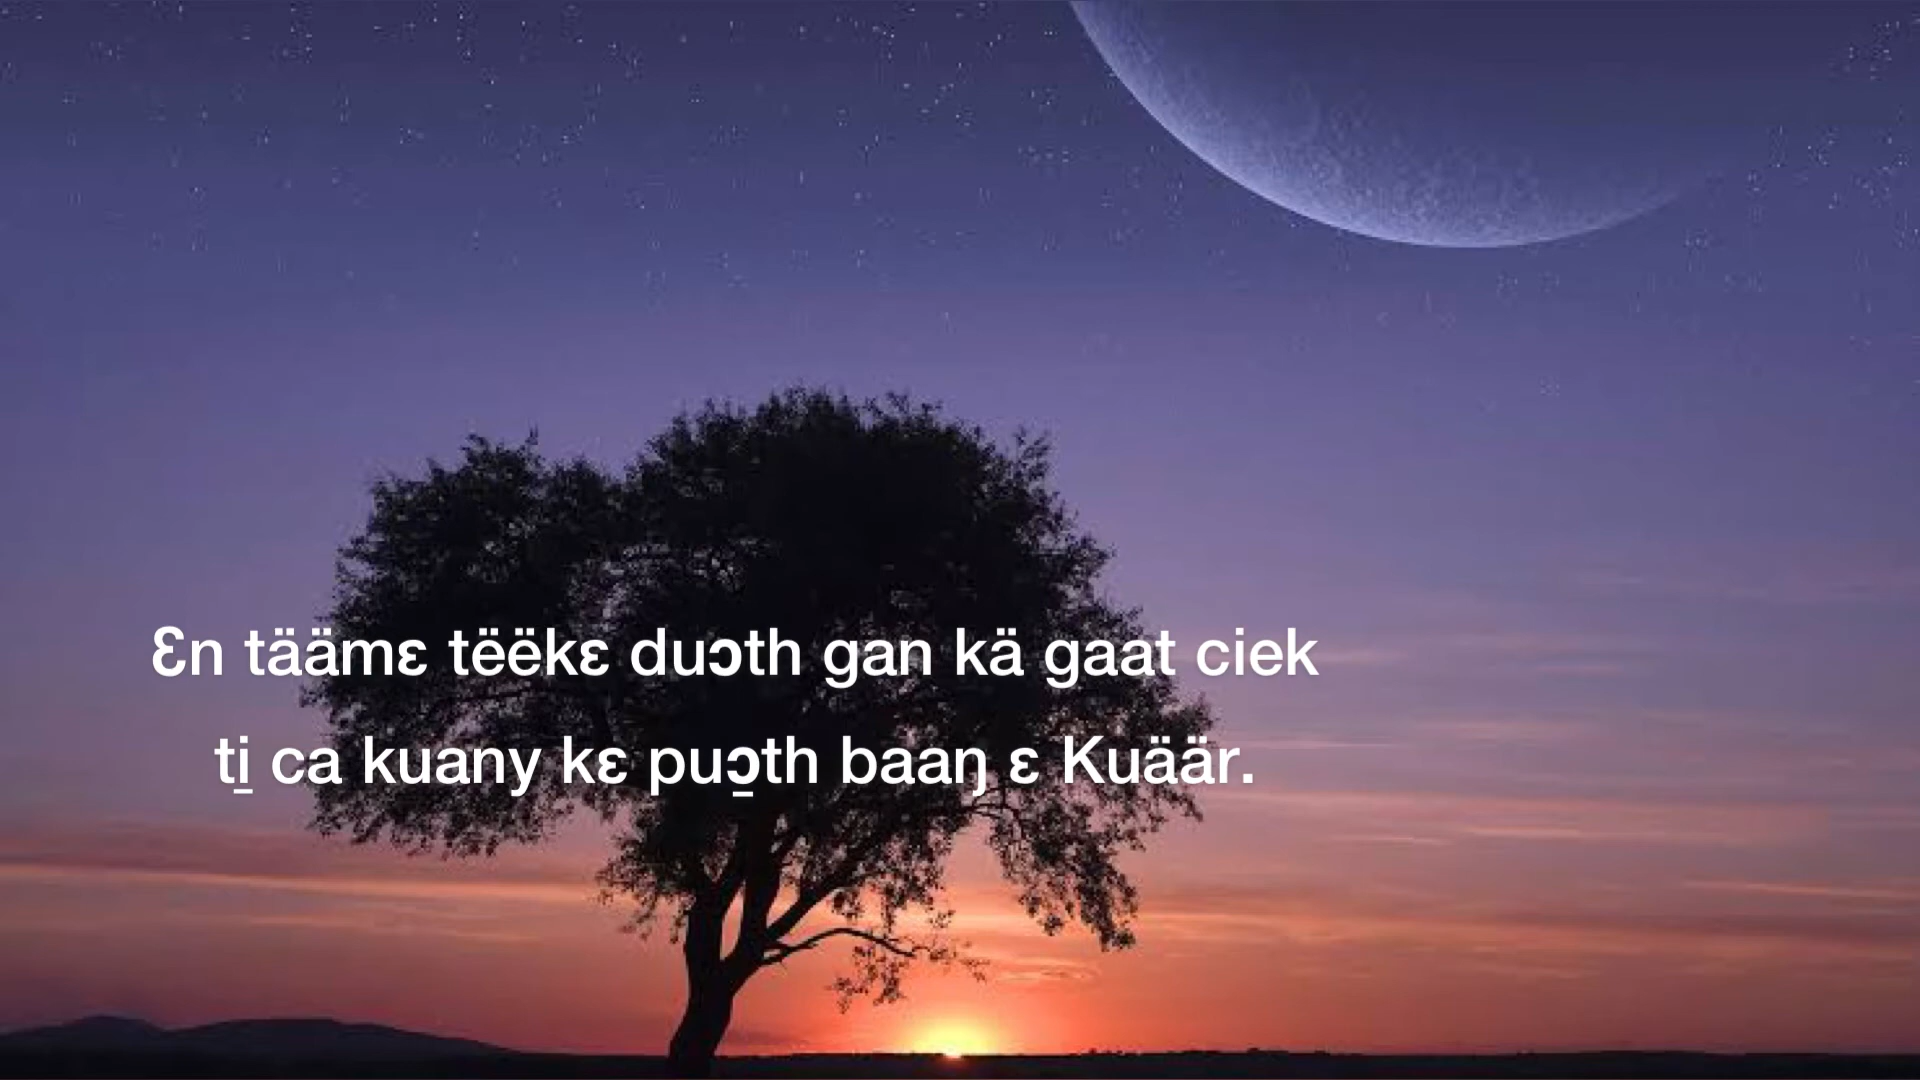 Ɛn täämɛ tëëkɛ duɔth gan kä gaat ciek
ti̱ ca kuany kɛ puɔ̱th baaŋ ɛ Kuäär.